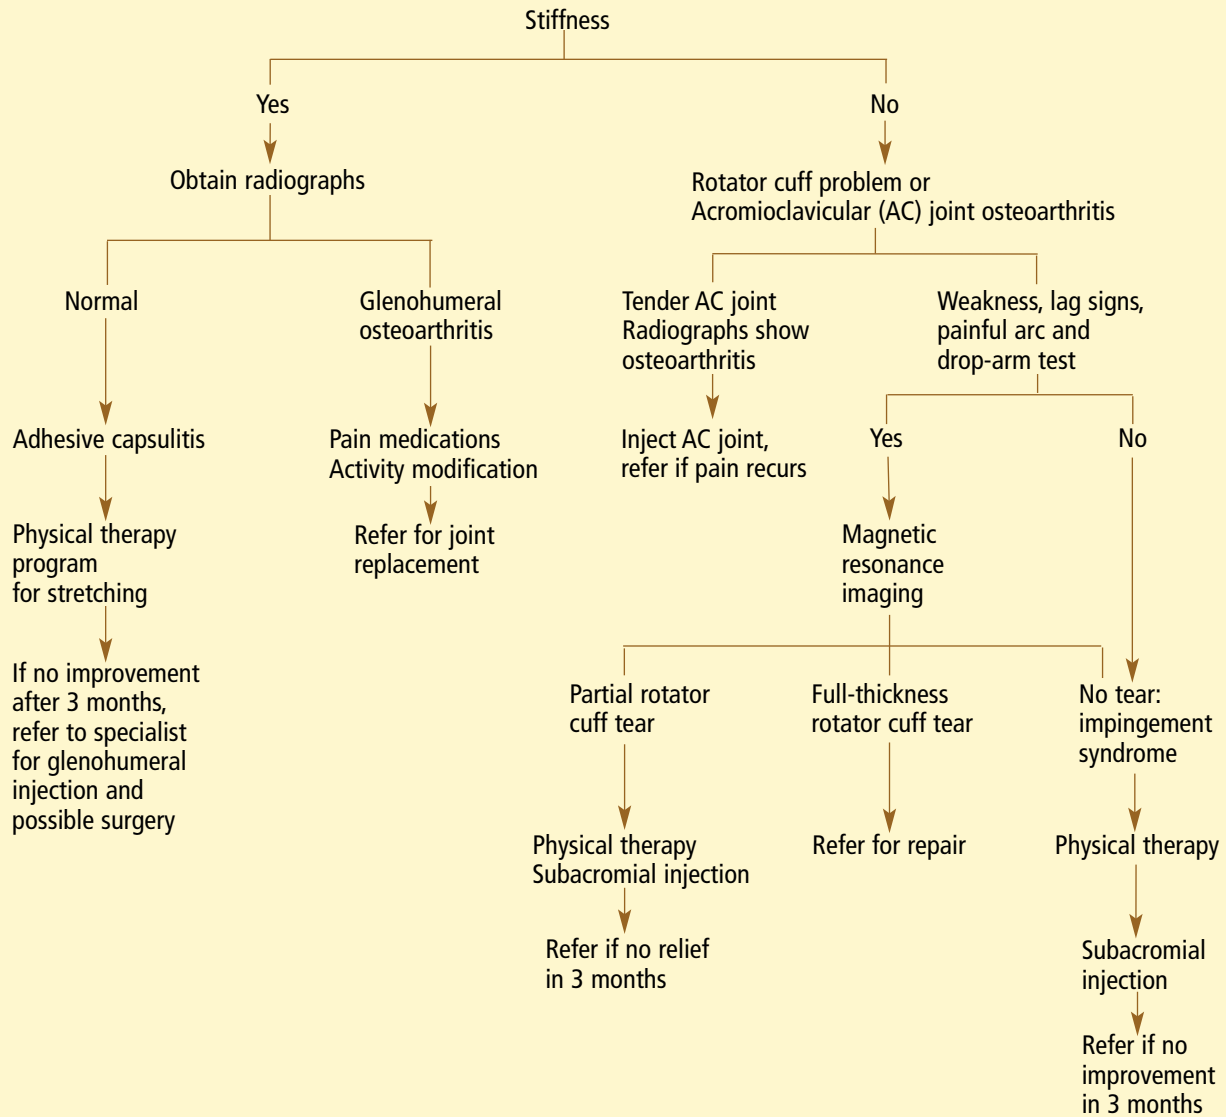 Stiffness
Yes
No
Obtain radiographs
Rotator cuff problem or
Acromioclavicular (AC) joint osteoarthritis
Normal
Glenohumeral
osteoarthritis
Tender AC joint
Radiographs show
osteoarthritis
Weakness, lag signs,
painful arc and
drop-arm test
Adhesive capsulitis
Pain medications
Activity modification
Inject AC joint,
refer if pain recurs
Yes
No
Physical therapy
program
for stretching
Refer for joint
replacement
Magnetic
resonance
imaging
If no improvement
after 3 months,
refer to specialist
for glenohumeral
injection and
possible surgery
Partial rotator
cuff tear
Full-thickness
rotator cuff tear
No tear:
impingement
syndrome
Physical therapy
Subacromial injection
Refer for repair
Physical therapy
Refer if no relief
in 3 months
Subacromial
injection
Refer if no
improvement
in 3 months